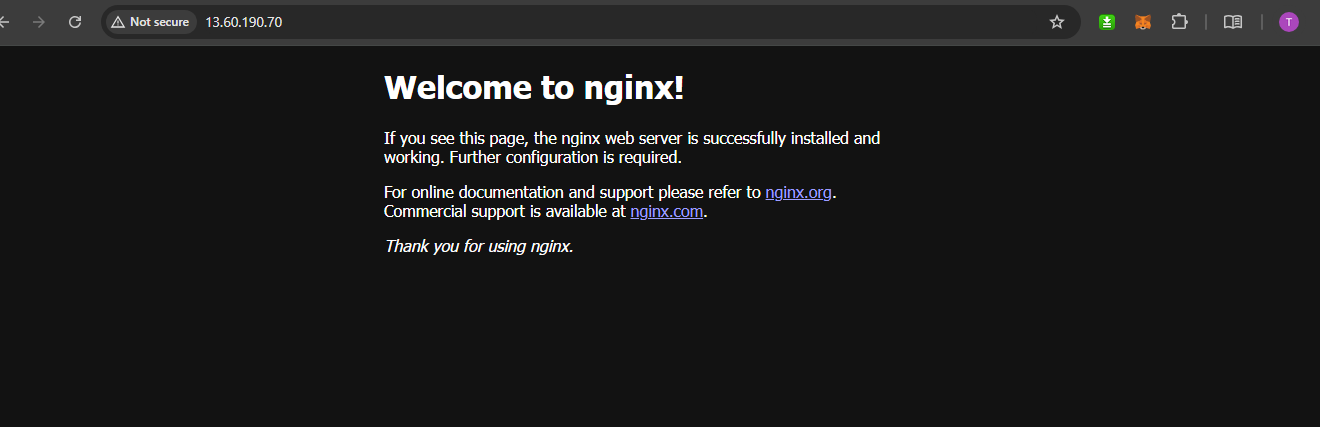 Not secure 13.60.190.70
T
Welcome to nginx!
If you see this page, the nginx web server is successfully installed and
working. Further configuration is required.
For online documentation and support please refer to nginx.org.
Commercial support is available at nginx.com.
Thank you for using nginx.